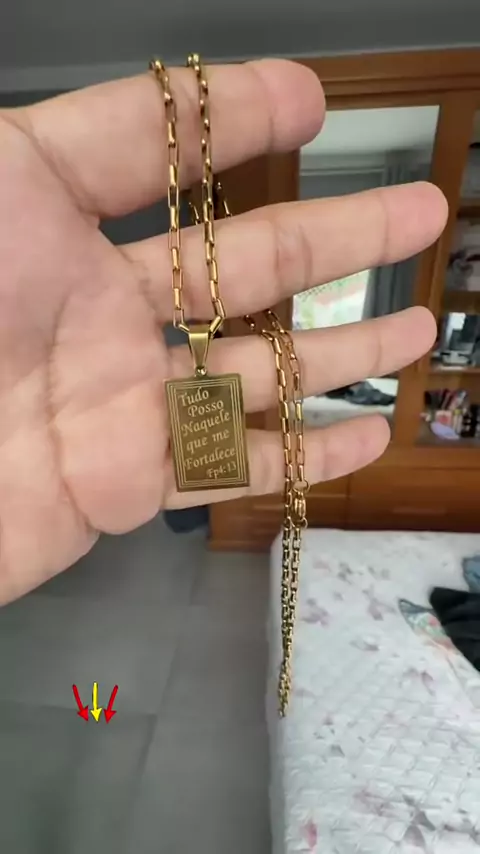 Tudo
Posso
Naquele
que me
Fortalece
Fp4:13